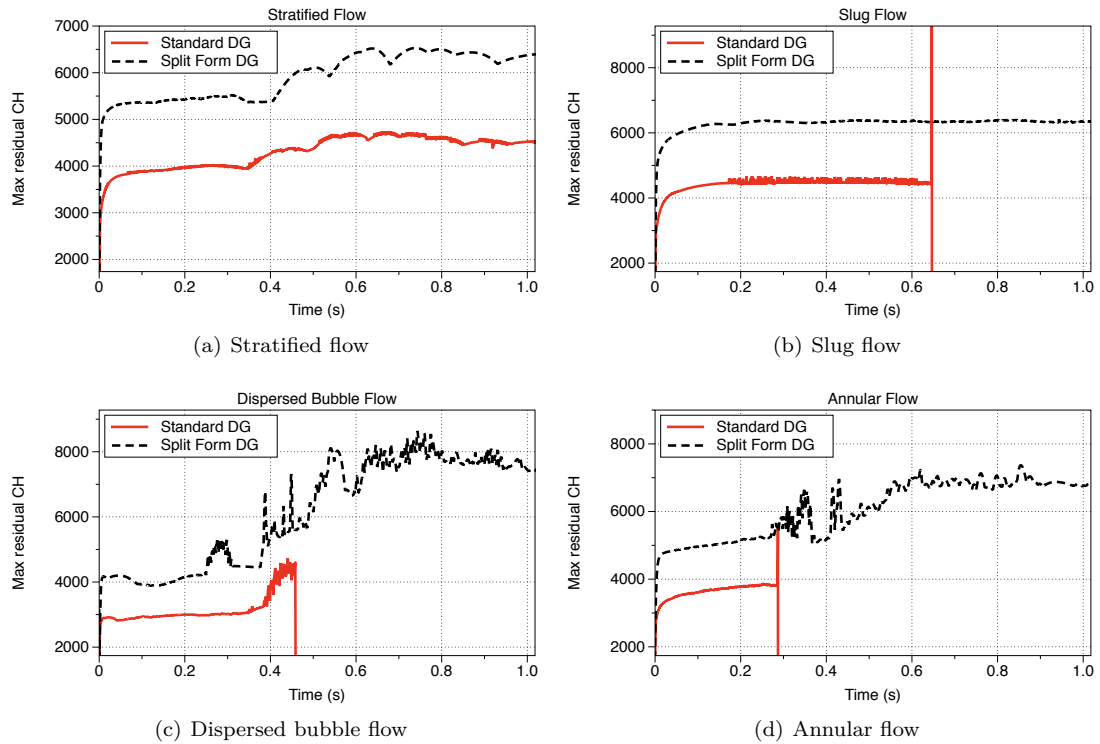 Stratified Flow
Standard DG
Split Form DG
Max residual CH
7000
6000
5000
4000
3000
2000
0 0.2 0.4 0.6 0.8 1.0
Time (s)
(a) Stratified flow
Slug Flow
Standard DG
Split Form DG
Max residual CH
8000
6000
4000
2000
0 0.2 0.4 0.6 0.8 1.0
Time (s)
(b) Slug flow
Dispersed Bubble Flow
Standard DG
Split Form DG
Max residual CH
8000
6000
4000
2000
0 0.2 0.4 0.6 0.8 1.0
Time (s)
(c) Dispersed bubble flow
Annular Flow
Standard DG
Split Form DG
Max residual CH
8000
6000
4000
2000
0 0.2 0.4 0.6 0.8 1.0
Time (s)
(d) Annular flow